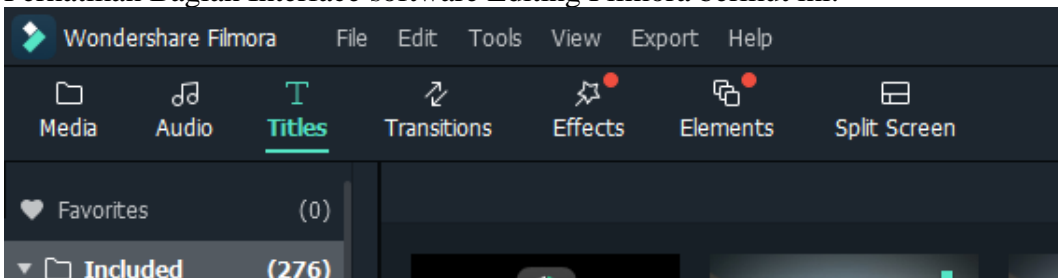 Perhatikan Bagian Interface software Editing Filmora berikut ini:
Wondershare Filmora File Edit Tools View Export Help
Media Audio Titles Transitions Effects Elements Split Screen
Favorites (0)
Included (276)